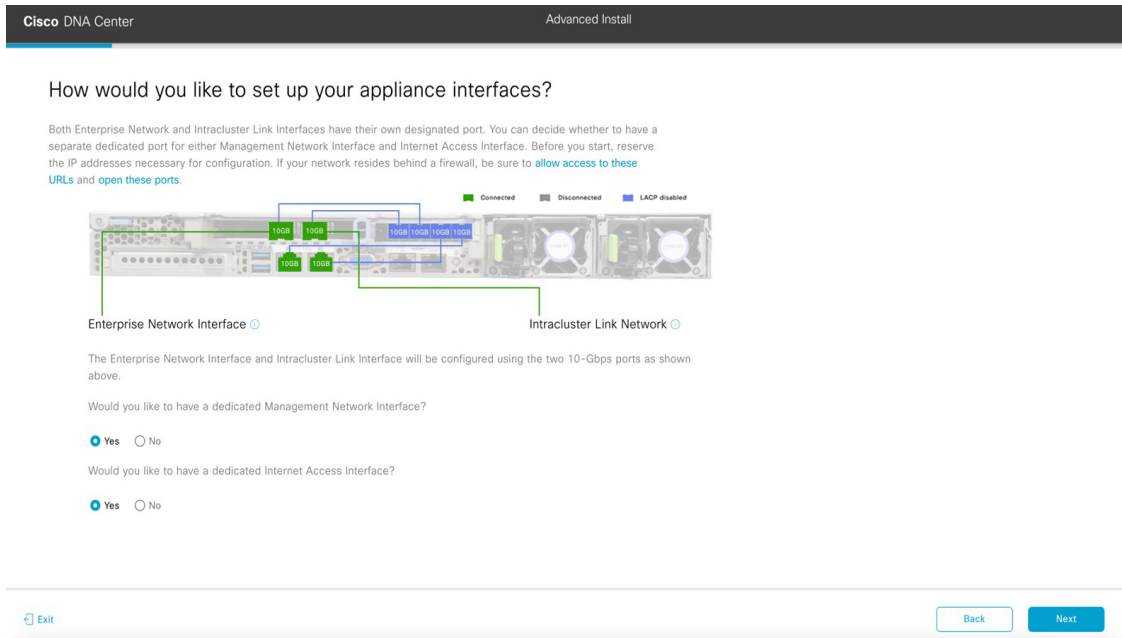 Cisco DNA Center
Advanced Install
How would you like to set up your appliance interfaces?
Both Enterprise Network and Intracluster Link Interfaces have their own designated port. You can decide whether to have a
separate dedicated port for either Management Network Interface and Internet Access Interface. Before you start, reserve
the IP addresses necessary for configuration. If your network resides behind a firewall, be sure to allow access to these
URLs and open these ports.
Connected Disconnected LACP disabled
10GB 10GB 10GB 10GB 10GB 10GB
10GB 10GB
Enterprise Network Interface
Intracluster Link Network
The Enterprise Network Interface and Intracluster Link Interface will be configured using the two 10-Gbps ports as shown
above.
Would you like to have a dedicated Management Network Interface?
Yes No
Would you like to have a dedicated Internet Access Interface?
Yes No
Exit
Back
Next